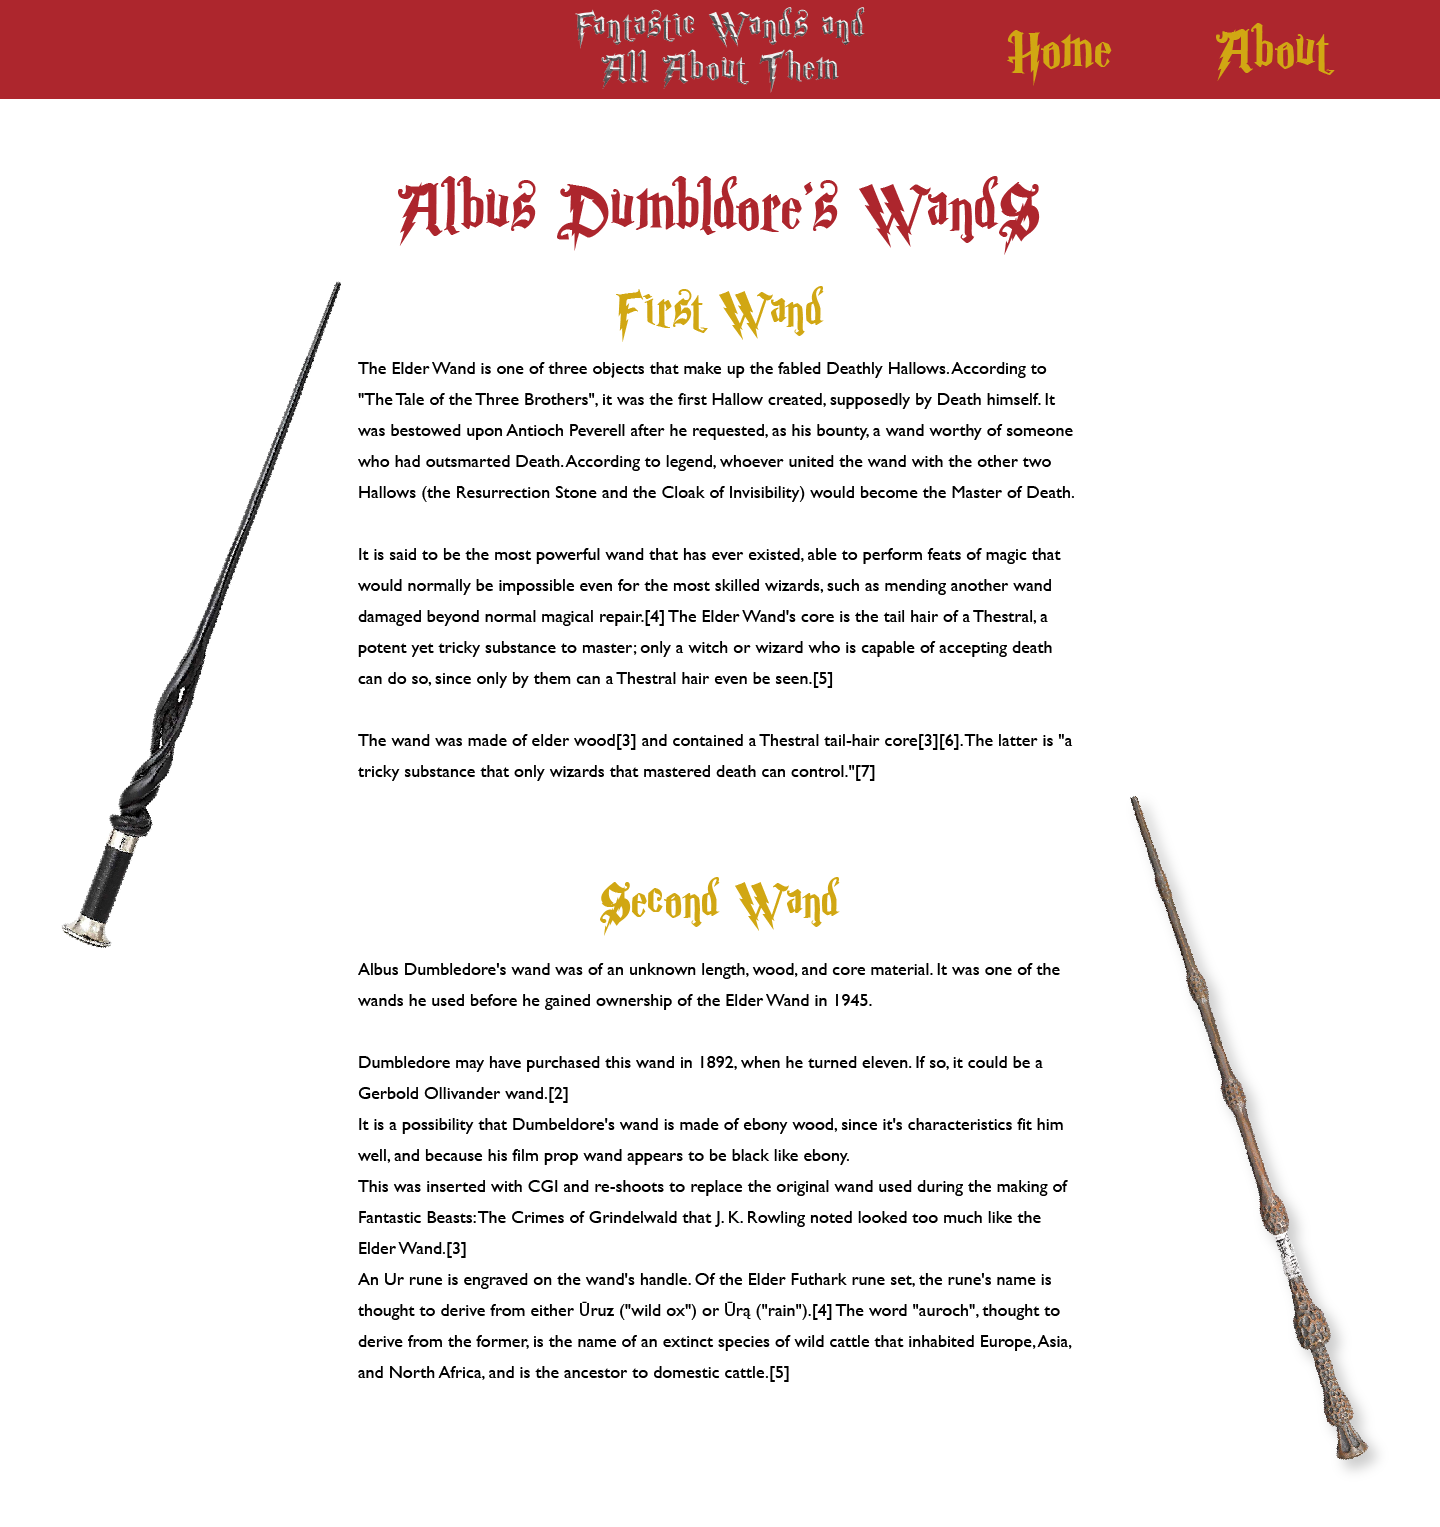 Fantastic Wands and
All About Them
Home
About
Albus Dumbldore's WandS
First Wand
The Elder Wand is one of three objects that make up the fabled Deathly Hallows. According to
"The Tale of the Three Brothers", it was the first Hallow created, supposedly by Death himself. It
was bestowed upon Antioch Peverell after he requested, as his bounty, a wand worthy of someone
who had outsmarted Death. According to legend, whoever united the wand with the other two
Hallows (the Resurrection Stone and the Cloak of Invisibility) would become the Master of Death.
It is said to be the most powerful wand that has ever existed, able to perform feats of magic that
would normally be impossible even for the most skilled wizards, such as mending another wand
damaged beyond normal magical repair.[4] The Elder Wand's core is the tail hair of a Thestral, a
potent yet tricky substance to master; only a witch or wizard who is capable of accepting death
can do so, since only by them can a Thestral hair even be seen.[5]
The wand was made of elder wood[3] and contained a Thestral tail-hair core[3][6]. The latter is "a
tricky substance that only wizards that mastered death can control."[7]
Second Wand
Albus Dumbledore's wand was of an unknown length, wood, and core material. It was one of the
wands he used before he gained ownership of the Elder Wand in 1945.
Dumbledore may have purchased this wand in 1892, when he turned eleven. If so, it could be a
Gerbold Ollivander wand.[2]
It is a possibility that Dumbeldore's wand is made of ebony wood, since it's characteristics fit him
well, and because his film prop wand appears to be black like ebony.
This was inserted with CGI and re-shoots to replace the original wand used during the making of
Fantastic Beasts: The Crimes of Grindelwald that J. K. Rowling noted looked too much like the
Elder Wand.[3]
An Ur rune is engraved on the wand's handle. Of the Elder Futhark rune set, the rune's name is
thought to derive from either Ūruz ("wild ox") or Ūrą ("rain").[4] The word "auroch", thought to
derive from the former, is the name of an extinct species of wild cattle that inhabited Europe, Asia,
and North Africa, and is the ancestor to domestic cattle.[5]